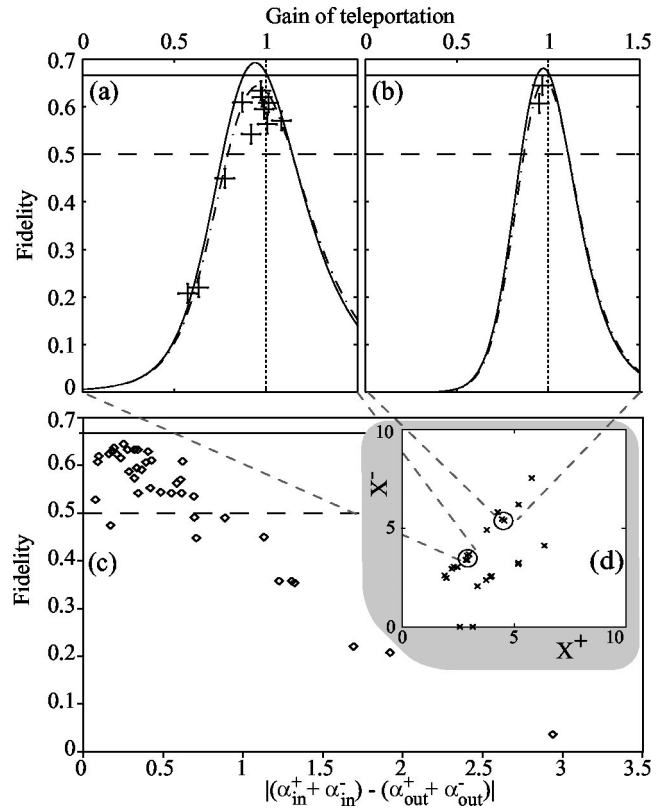 Gain of teleportation
0 0.5 1 0 0.5 1 1.5
0.7
0.6
0.5
0.4
0.3
0.2
0.1
0
Fidelity
(a) (b)
0.7
0.6
0.5
0.4
0.3
0.2
0.1
0
Fidelity
(c)
10
5
0
X⁻
(d)
0 5 10
X⁺
0 0.5 1 1.5 2 2.5 3 3.5
|(α⁺in + α⁻in) - (α⁺out + α⁻out)|